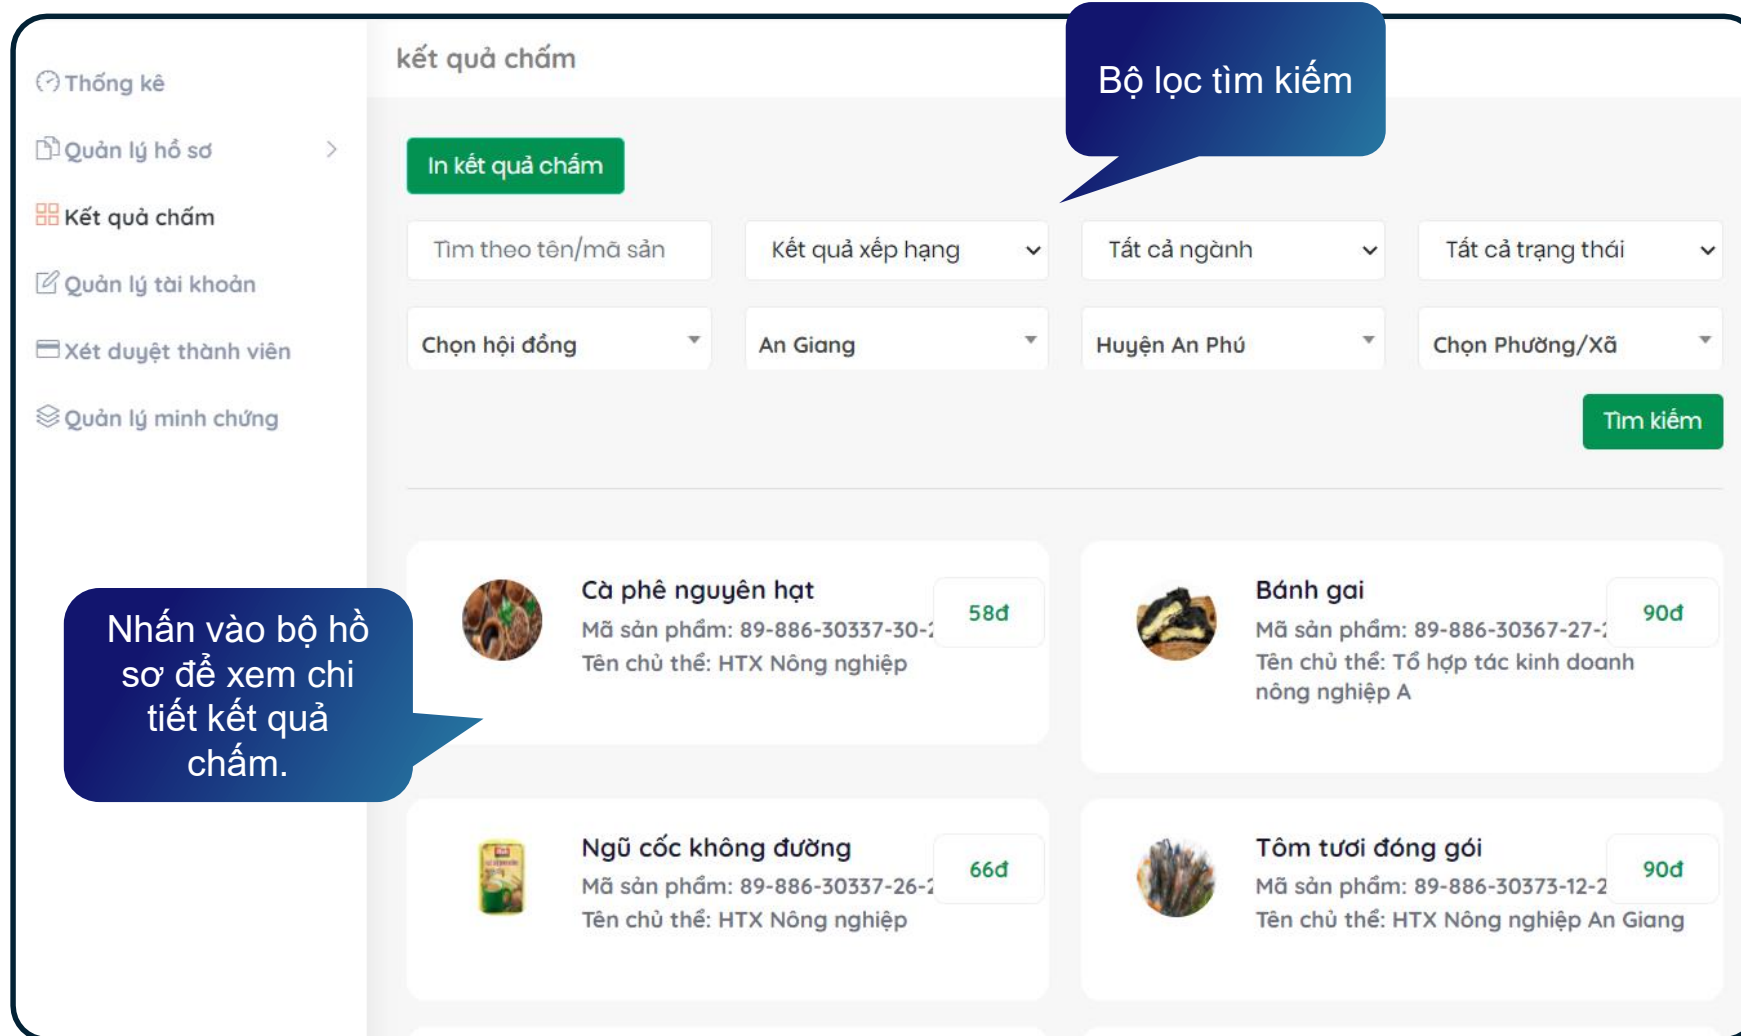 kết quả chấm
Bộ lọc tìm kiếm
Thống kê
Quản lý hồ sơ
Kết quả chấm
Quản lý tài khoản
Xét duyệt thành viên
Quản lý minh chứng
In kết quả chấm
Tìm theo tên/mã sản
Kết quả xếp hạng
Tất cả ngành
Tất cả trạng thái
Chọn hội đồng
An Giang
Huyện An Phú
Chọn Phường/Xã
Tìm kiếm
Nhấn vào bộ hồ
sơ để xem chi
tiết kết quả
chấm.
Cà phê nguyên hạt
58đ
Mã sản phẩm: 89-886-30337-30-
Tên chủ thể: HTX Nông nghiệp
Bánh gai
90đ
Mã sản phẩm: 89-886-30367-27-
Tên chủ thể: Tổ hợp tác kinh doanh
nông nghiệp A
Ngũ cốc không đường
66đ
Mã sản phẩm: 89-886-30337-26-
Tên chủ thể: HTX Nông nghiệp
Tôm tươi đóng gói
90đ
Mã sản phẩm: 89-886-30373-12-2
Tên chủ thể: HTX Nông nghiệp An Giang